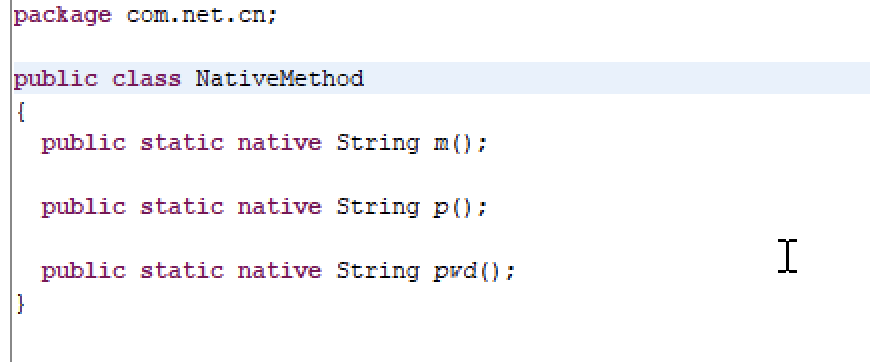 package com.net.cn;
public class NativeMethod
{
public static native String m();
public static native String p();
public static native String pwd();
}